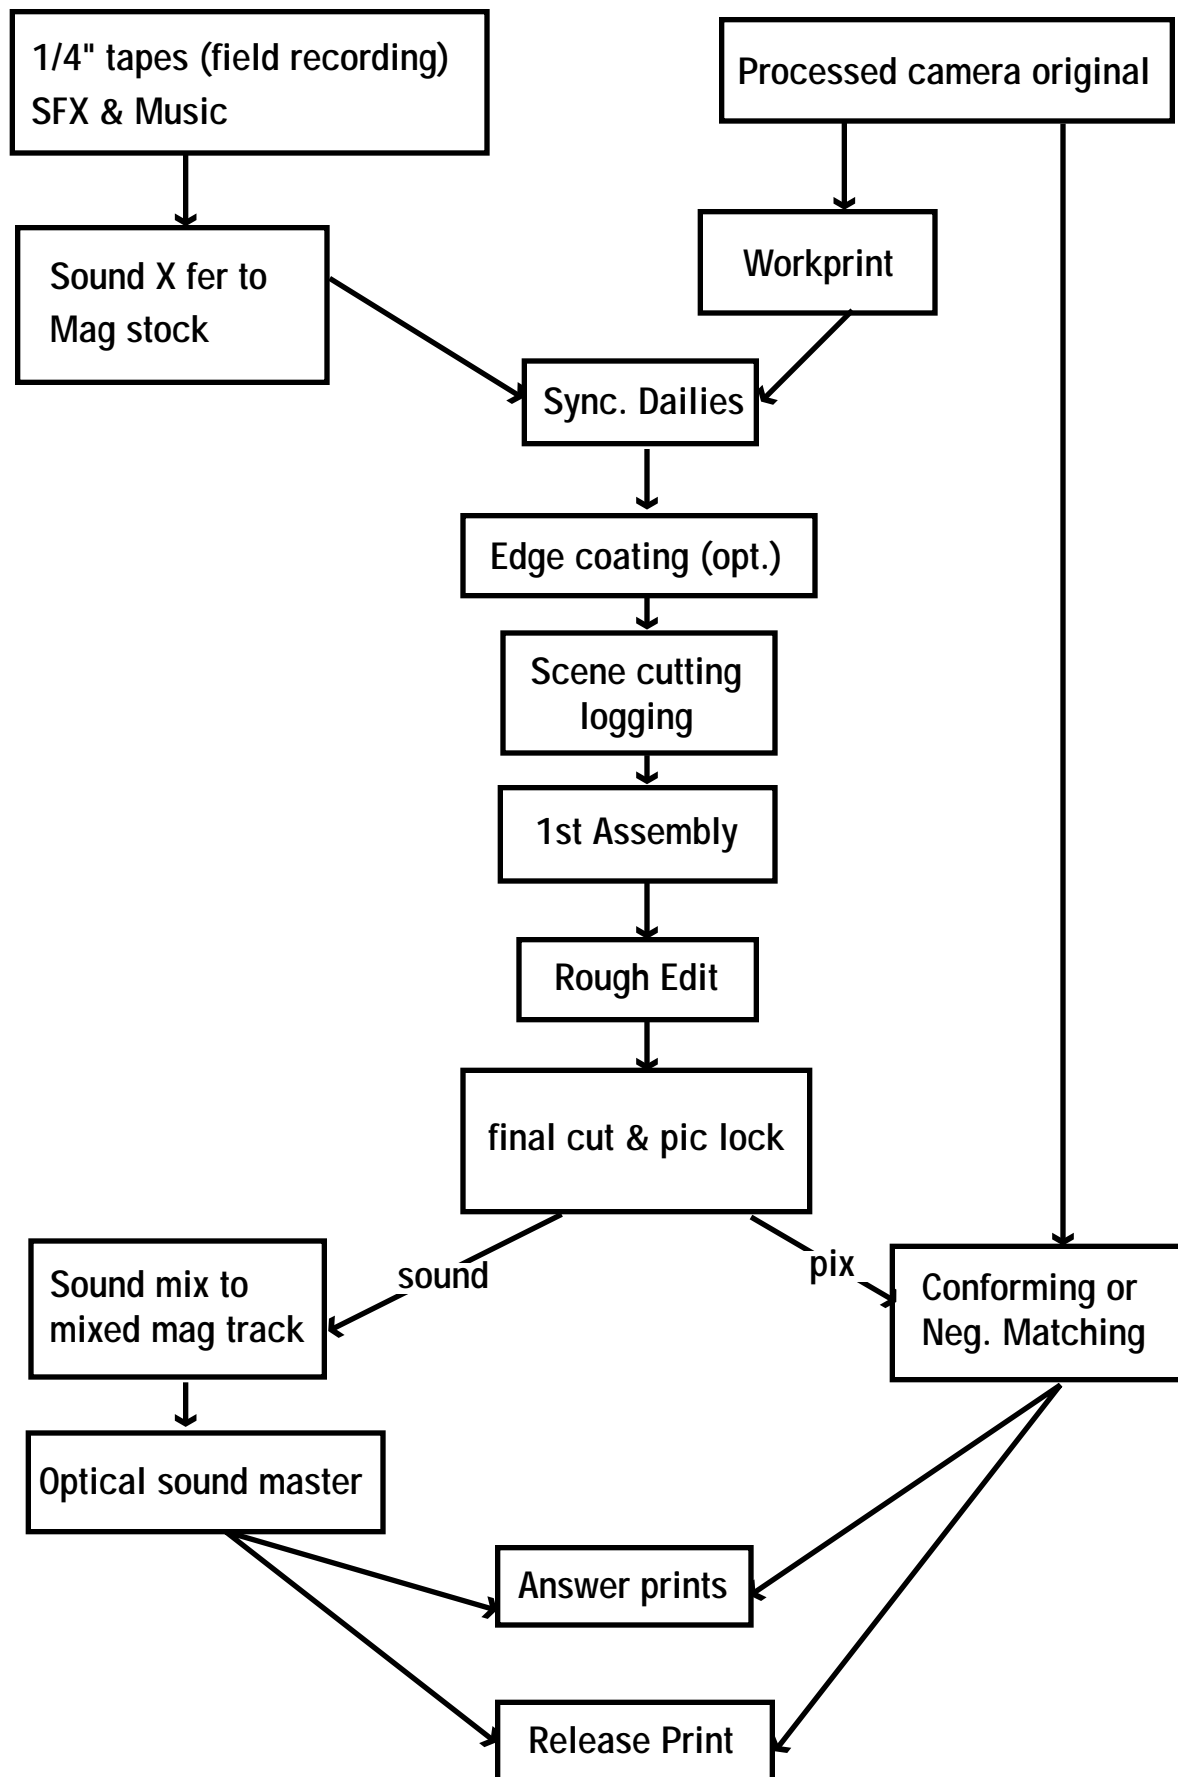 1/4" tapes (field recording)
SFX & Music
Processed camera original
Sound X fer to
Mag stock
Workprint
Sync. Dailies
Edge coating (opt.)
Scene cutting
logging
1st Assembly
Rough Edit
final cut & pic lock
sound
pix
Sound mix to
mixed mag track
Conforming or
Neg. Matching
Optical sound master
Answer prints
Release Print